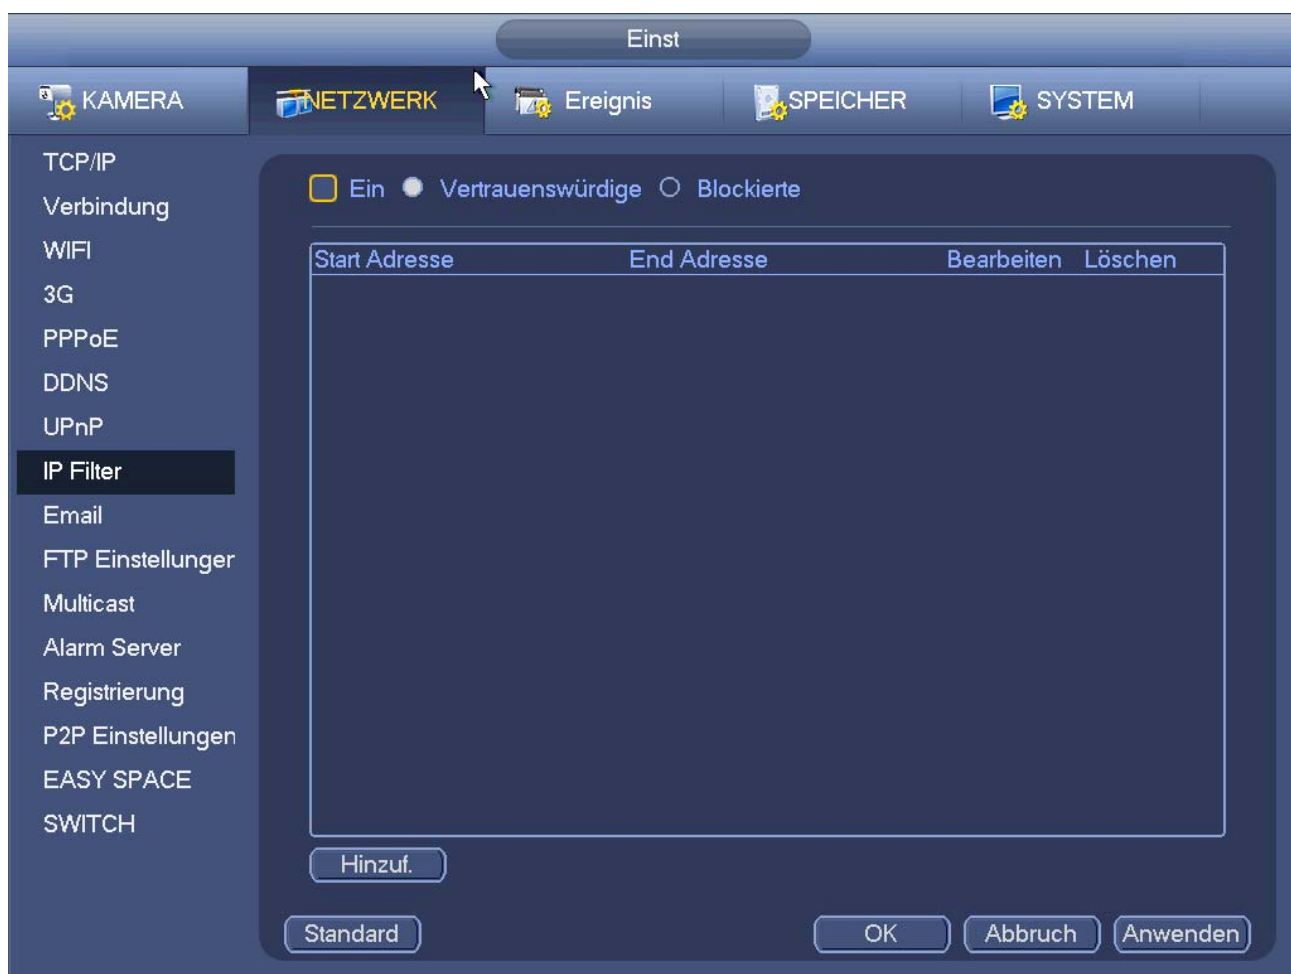 Einst
KAMERA NETZWERK Ereignis SPEICHER SYSTEM
TCP/IP
Verbindung
WIFI
3G
PPPoE
DDNS
UPnP
IP Filter
Email
FTP Einstellunger
Multicast
Alarm Server
Registrierung
P2P Einstellungen
EASY SPACE
SWITCH
Ein Vertrauenswürdige Blockierte
Start Adresse End Adresse Bearbeiten Löschen
Hinzuf.
Standard OK Abbruch Anwenden